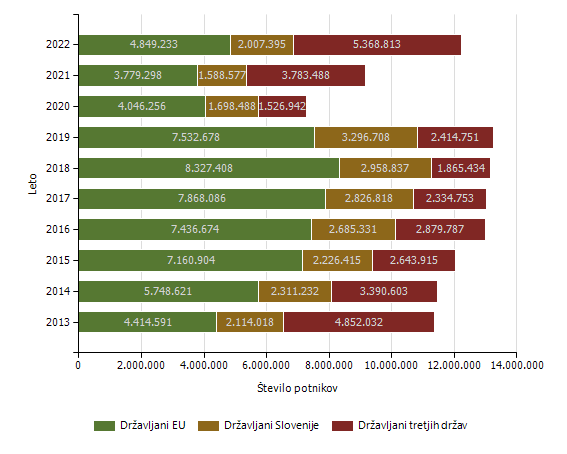 2022 4.849.233 2.007.395 5.368.813
2021 3.779.298 1.588.577 3.783.488
2020 4.046.256 1.698.488 1.526.942
2019 7.532.678 3.296.708 2.414.751
2018 8.327.408 2.958.837 1.865.434
2017 7.868.086 2.826.818 2.334.753
2016 7.436.674 2.685.331 2.879.787
2015 7.160.904 2.226.415 2.643.915
2014 5.748.621 2.311.232 3.390.603
2013 4.414.591 2.114.018 4.852.032
Leto
0 2.000.000 4.000.000 6.000.000 8.000.000 10.000.000 12.000.000 14.000.000
Število potnikov
Državljani EU Državljani Slovenije Državljani tretjih držav